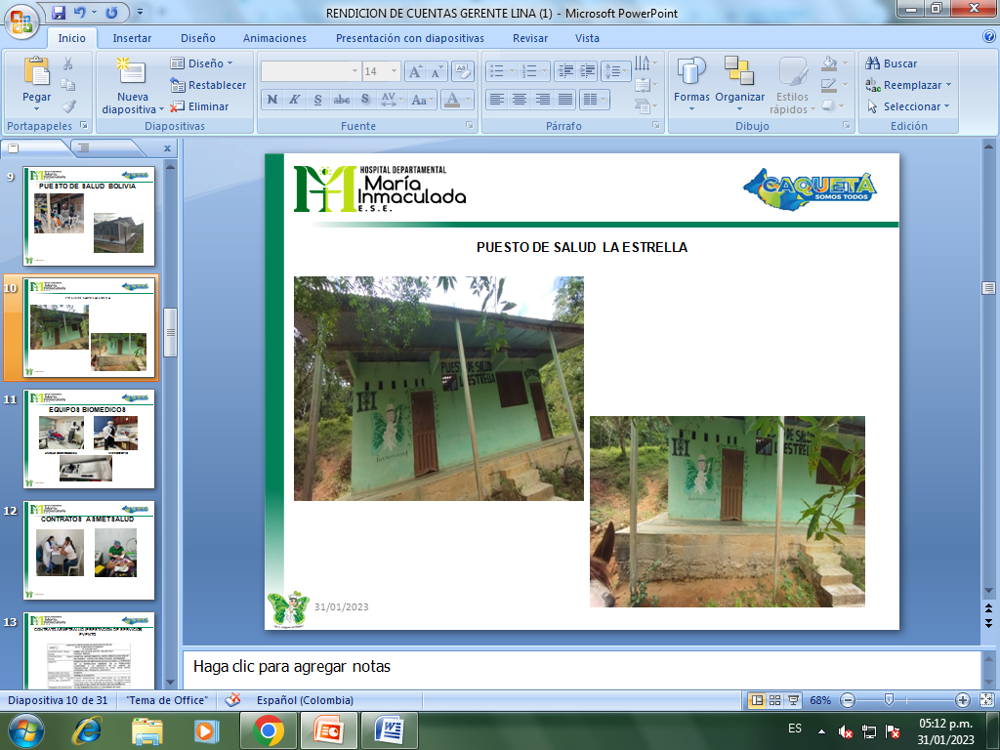 RENDICION DE CUENTAS GERENTE LINA (1) - Microsoft PowerPoint
Inicio
Insertar
Diseño
Animaciones
Presentación con diapositivas
Revisar
Vista
Pegar
Portapapeles
Nueva
diapositiva
Diseño
Restablecer
Eliminar
Diapositivas
14
N K S abc S AV Aa A
Fuente
Párrafo
Formas
Organizar
Estilos
rápidos
Dibujo
Buscar
Reemplazar
Seleccionar
Edición
9
PUESTO DE SALUD BOLIVIA
10
11
EQUIPOS BIOMEDICOS
12
CONTRATOS ASMETSALUD
13
HOSPITAL DEPARTAMENTAL
María
Inmaculada
E.S.E.
CAQUETÁ
SOMOS TODOS
PUESTO DE SALUD LA ESTRELLA
PUESTO DE SALUD
LA ESTRELLA
31/01/2023
Haga clic para agregar notas
Diapositiva 10 de 31
"Tema de Office"
Español (Colombia)
68%
ES
05:12 p.m.
31/01/2023